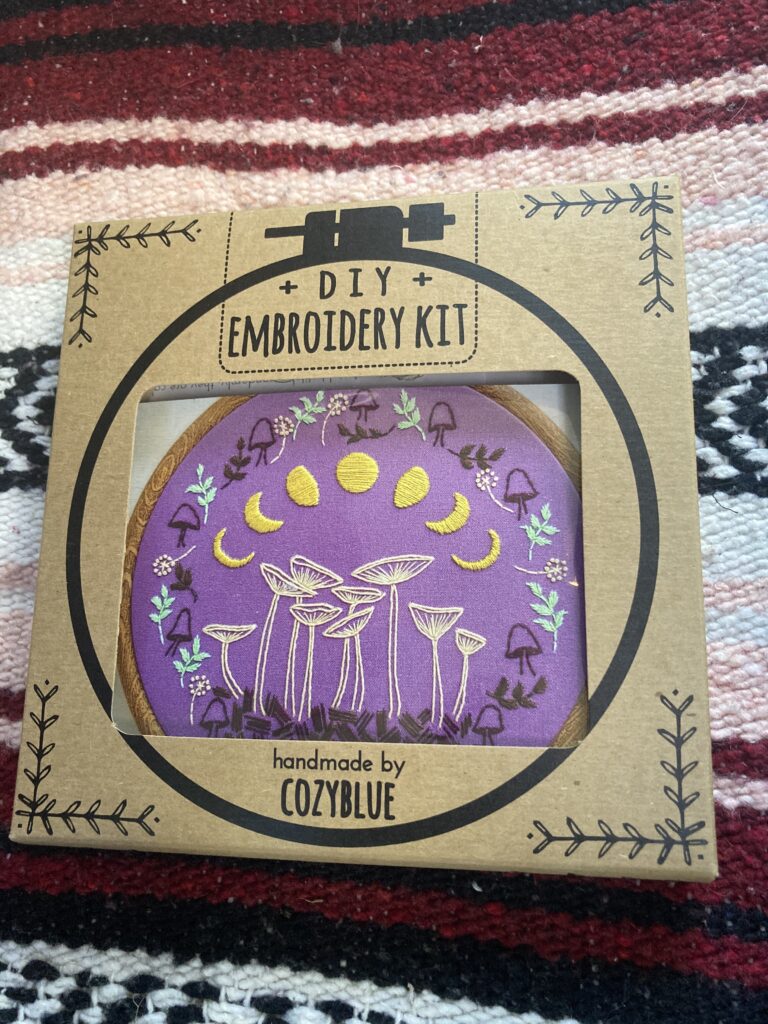 + DIY +
EMBROIDERY KIT
handmade by
COZYBLUE